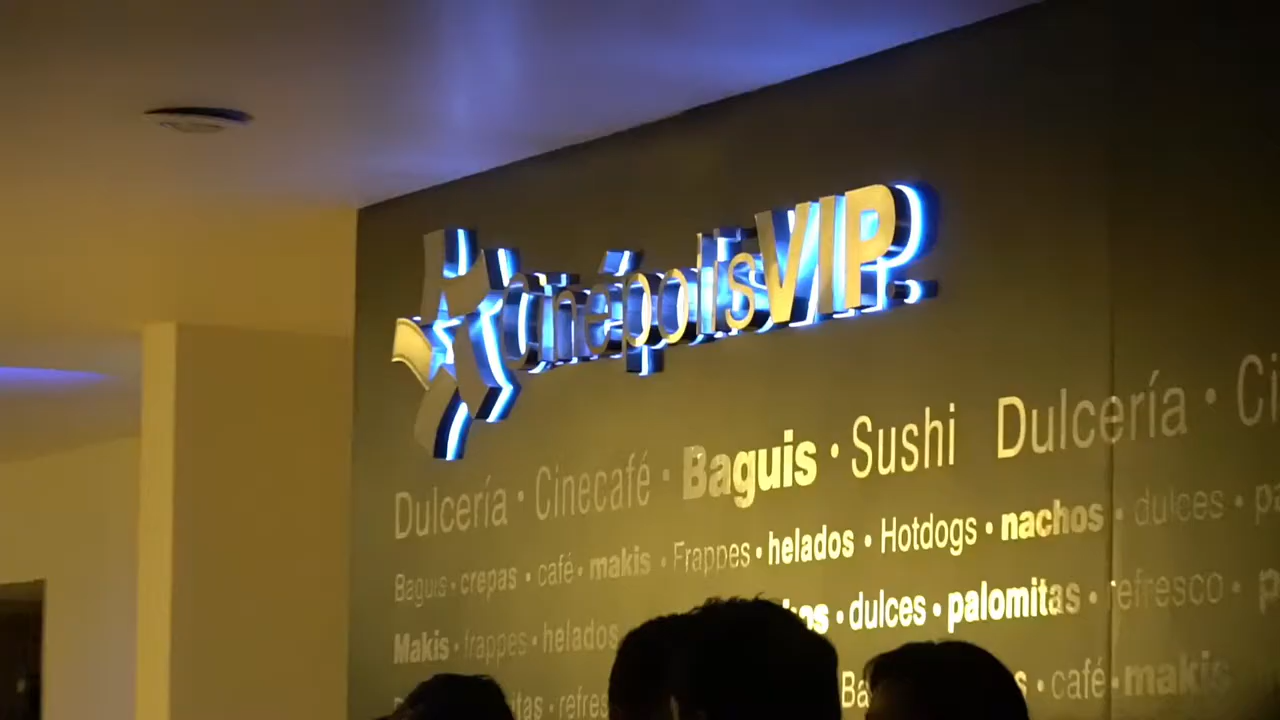 Cinépolis VIP.
Dulcería · Cinecafé · Baguis · Sushi Dulcería ·
Baguis · crepas · café · makis · Frappes · helados · Hotdogs · nachos · dulces ·
Makis · frappes · helados · dulces · palomitas · refresco ·
· refres · café · makis